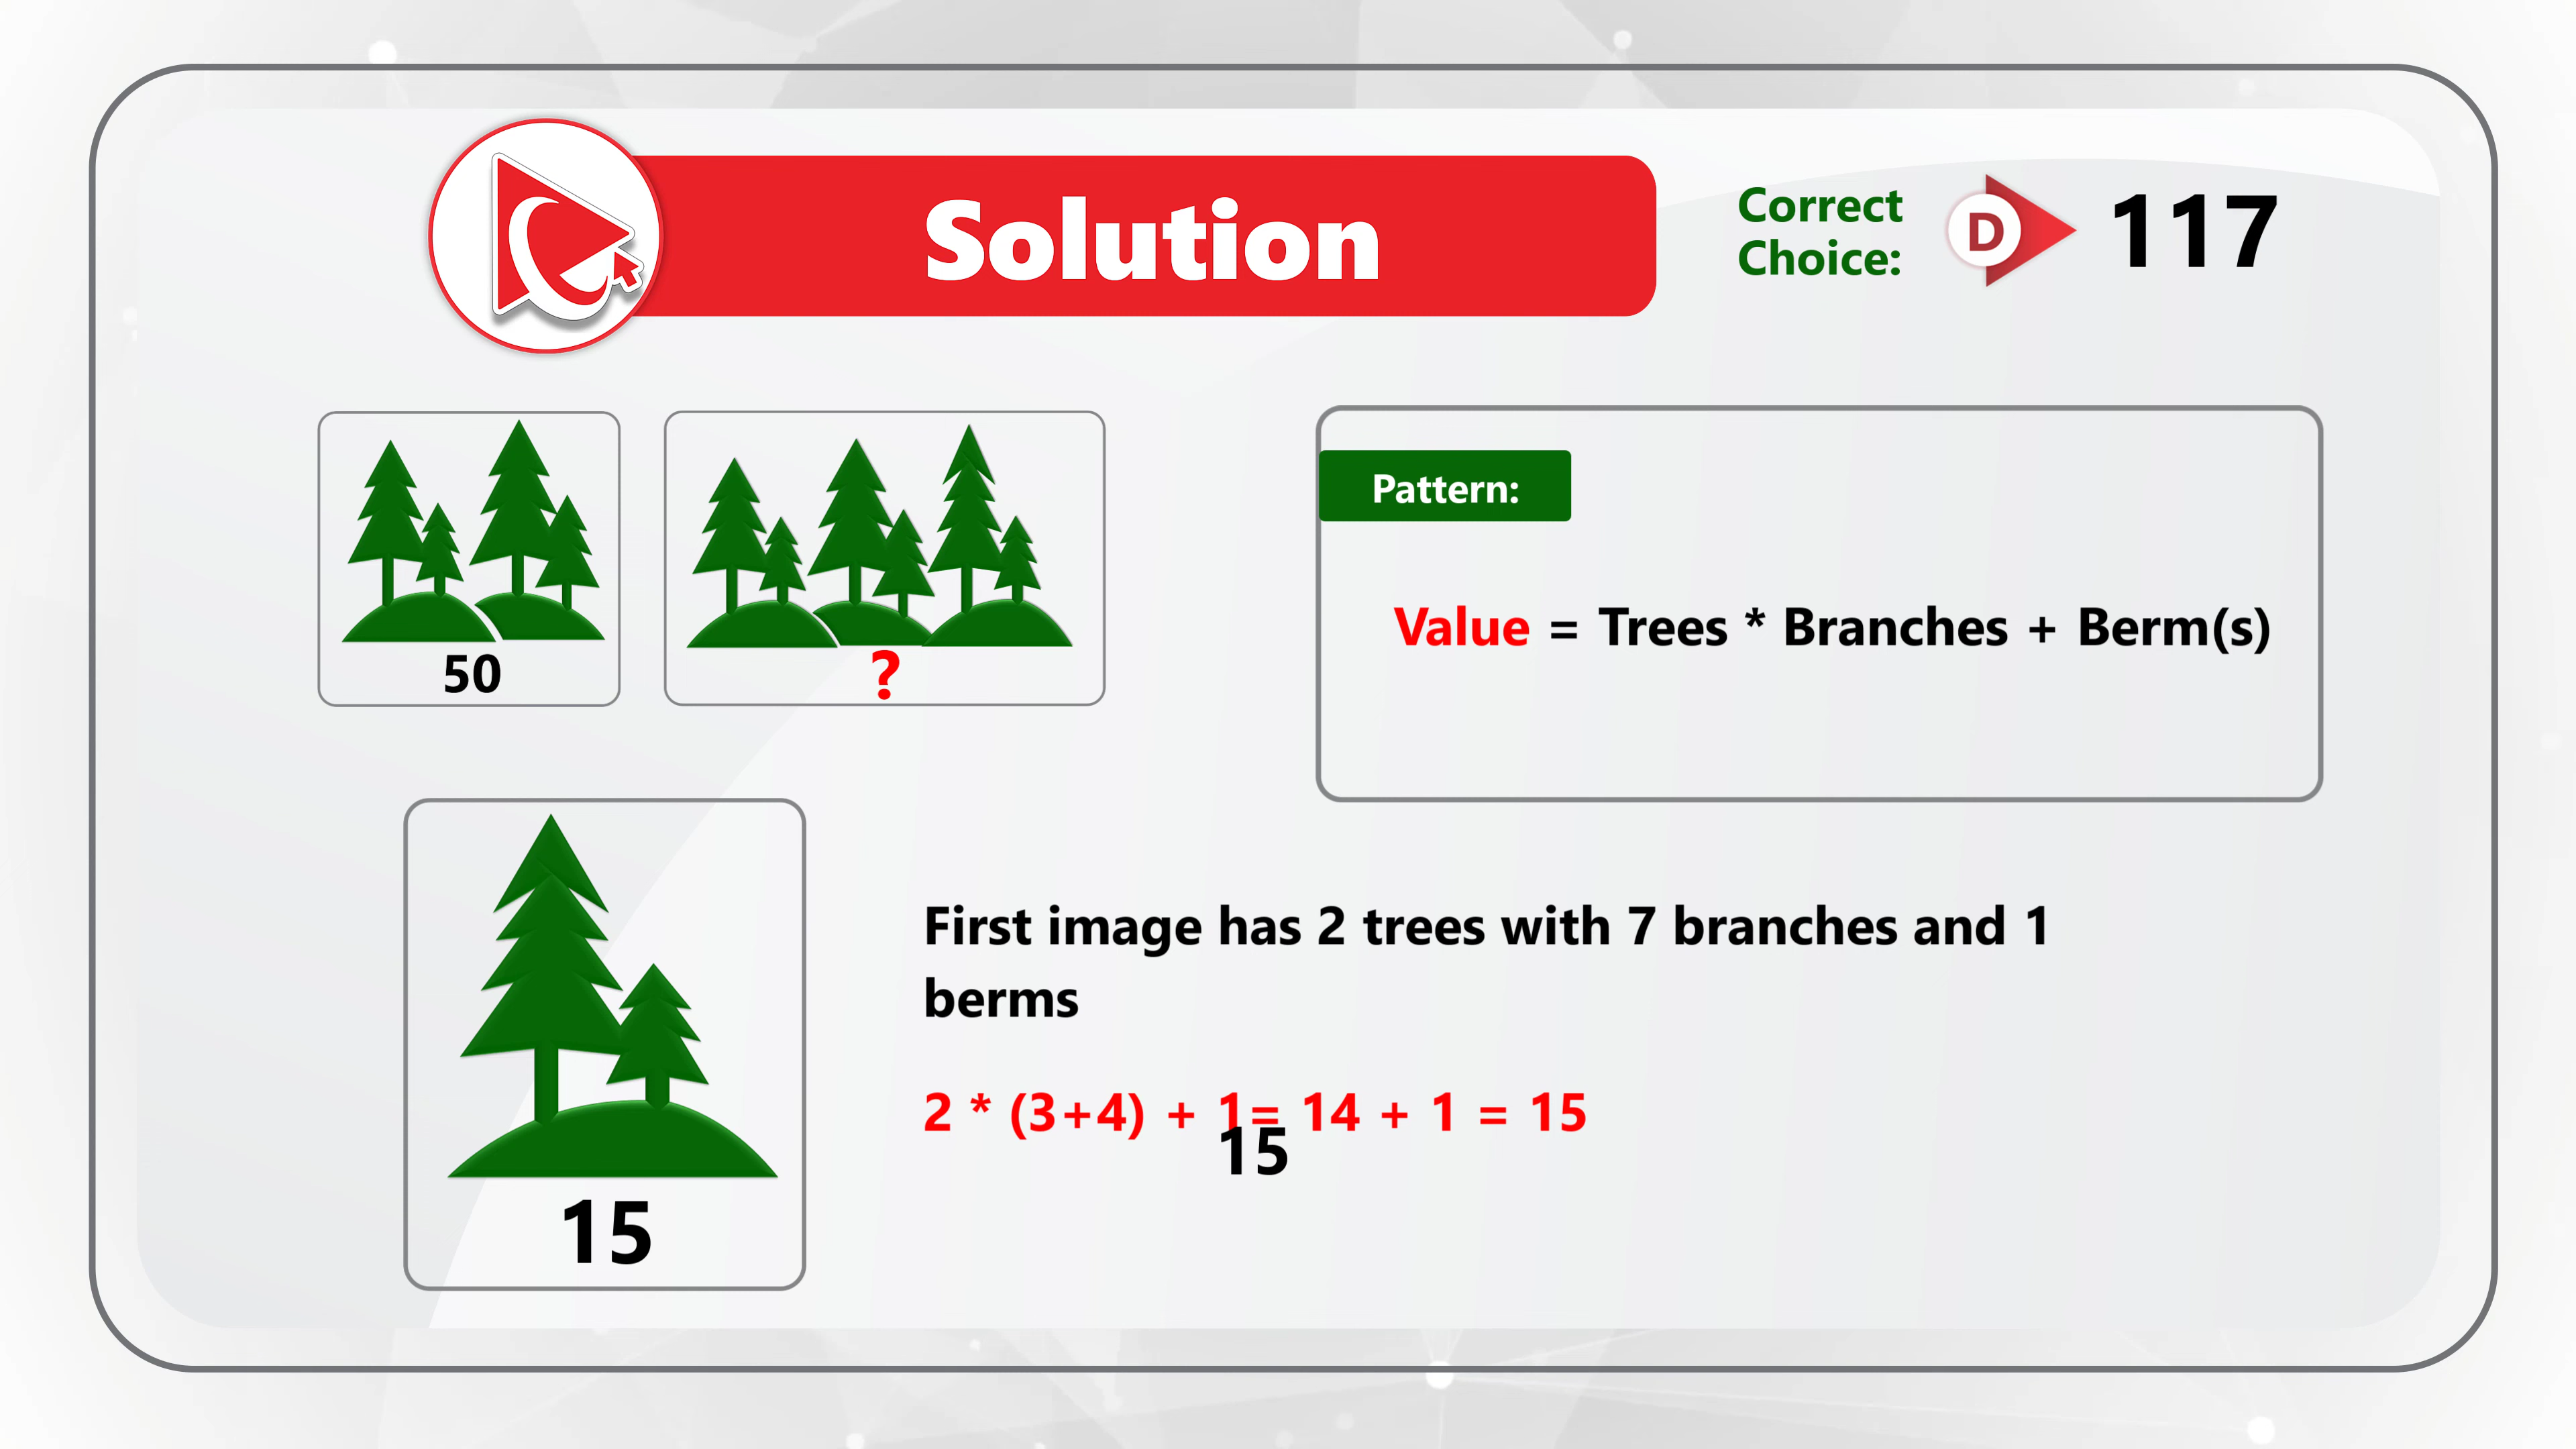 Solution
Correct
Choice:
D
117
50
?
Pattern:
Value = Trees * Branches + Berm(s)
First image has 2 trees with 7 branches and 1
berms
2 * (3+4) + 1= 14 + 1 = 15
15
15